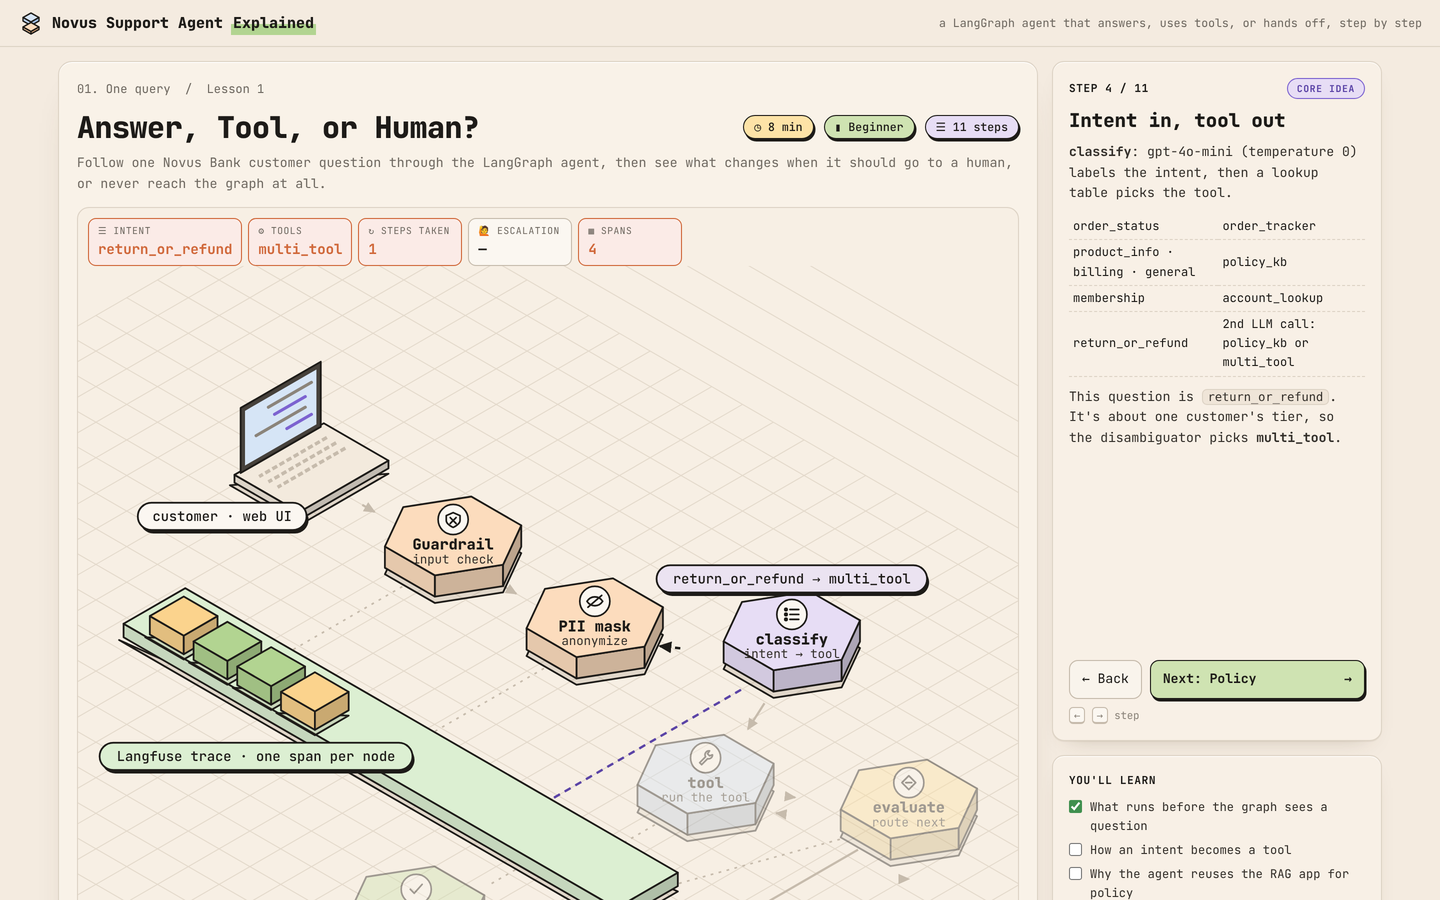 Novus Support Agent Explained
a LangGraph agent that answers, uses tools, or hands off, step by step
01. One query / Lesson 1
Answer, Tool, or Human?
8 min
Beginner
11 steps
Follow one Novus Bank customer question through the LangGraph agent, then see what changes when it should go to a human,
or never reach the graph at all.
INTENT
return_or_refund
TOOLS
multi_tool
STEPS TAKEN
1
ESCALATION
—
SPANS
4
customer · web UI
Guardrail
input check
PII mask
anonymize
return_or_refund → multi_tool
classify
intent → tool
Langfuse trace · one span per node
tool
run the tool
evaluate
route next
STEP 4 / 11
CORE IDEA
Intent in, tool out
classify: gpt-4o-mini (temperature 0)
labels the intent, then a lookup
table picks the tool.
order_status order_tracker
product_info ·
billing · general policy_kb
membership account_lookup
return_or_refund 2nd LLM call:
policy_kb or
multi_tool
This question is return_or_refund.
It's about one customer's tier, so
the disambiguator picks multi_tool.
← Back
Next: Policy →
← → step
YOU'LL LEARN
What runs before the graph sees a
question
How an intent becomes a tool
Why the agent reuses the RAG app for
policy